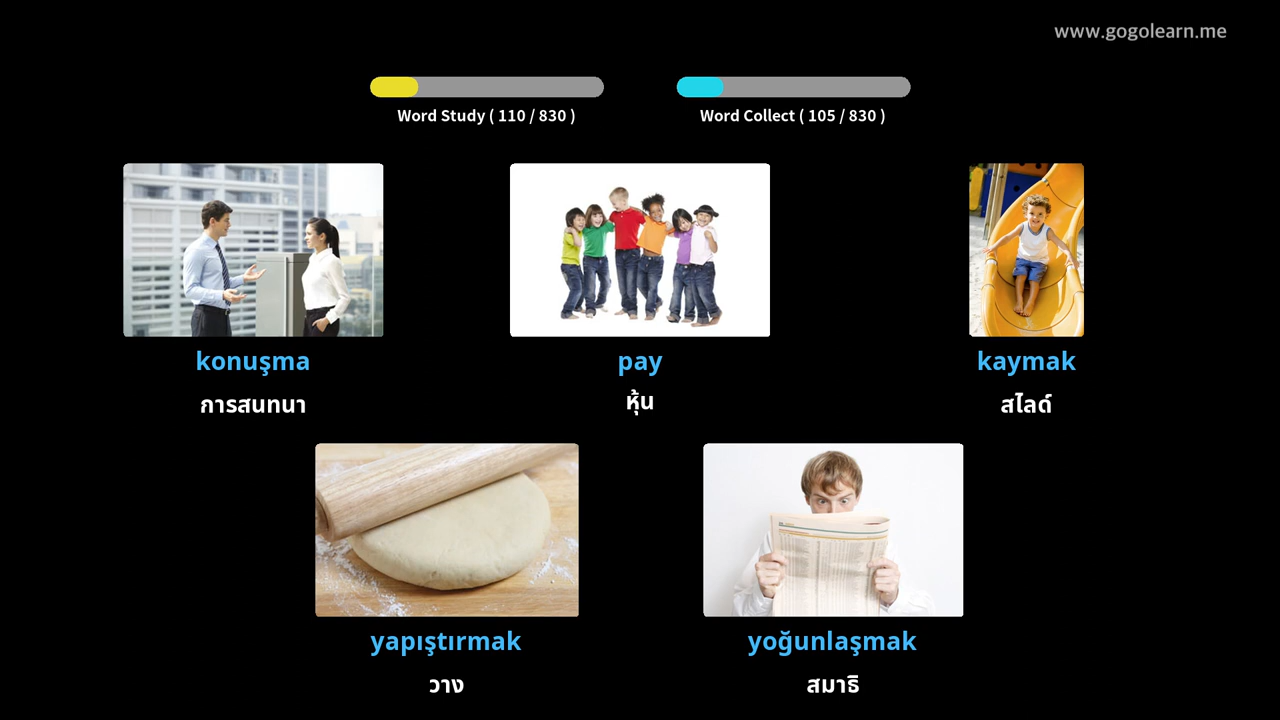 www.gogolearn.me
Word Study ( 110 / 830 )
Word Collect ( 105 / 830 )
konuşma
การสนทนา
pay
หุ้น
kaymak
สไลด์
yapıştırmak
วาง
yoğunlaşmak
สมาธิ